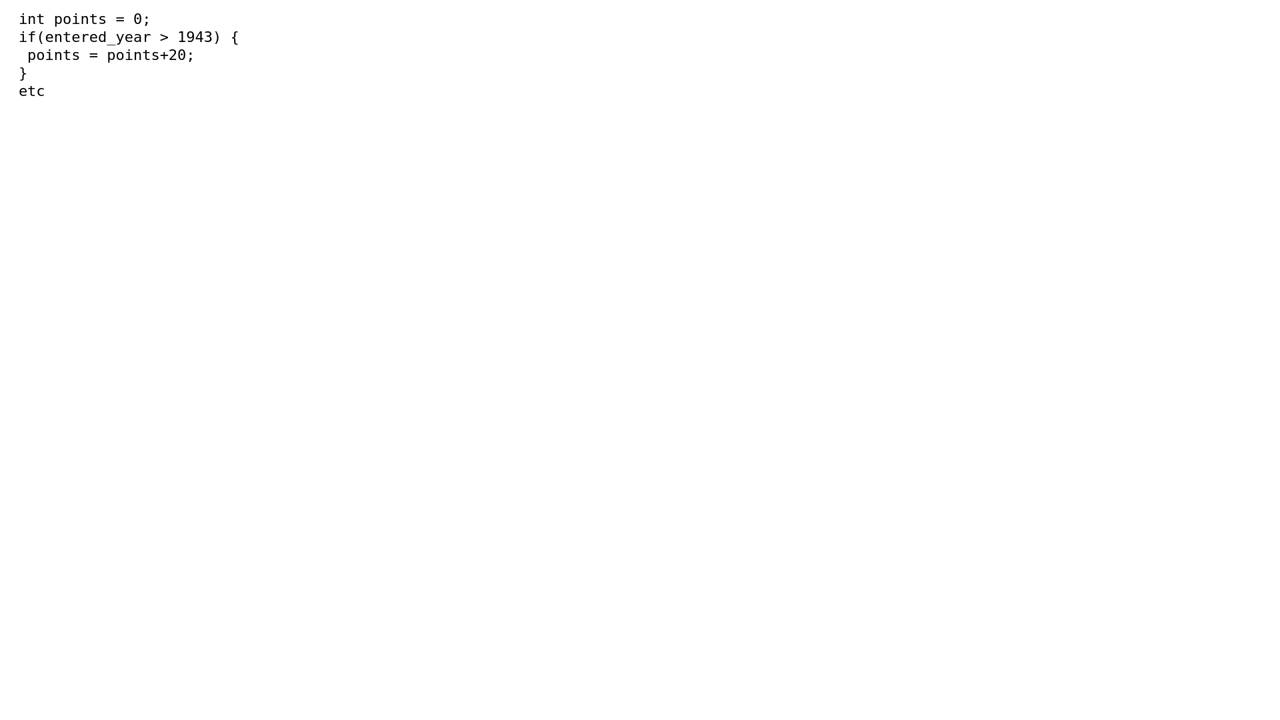 int points = 0;
if(entered_year > 1943) {
 points = points+20;
}
etc